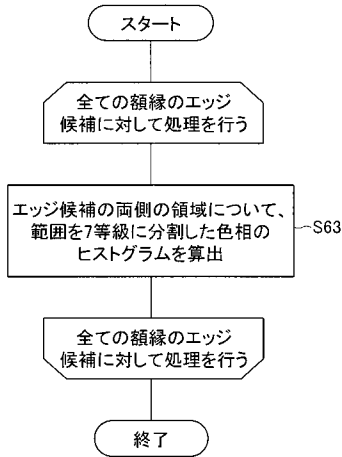 スタート
全ての額縁のエッジ
候補に対して処理を行う
エッジ候補の両側の領域について、
範囲を7等級に分割した色相の
ヒストグラムを算出
S63
全ての額縁のエッジ
候補に対して処理を行う
終了